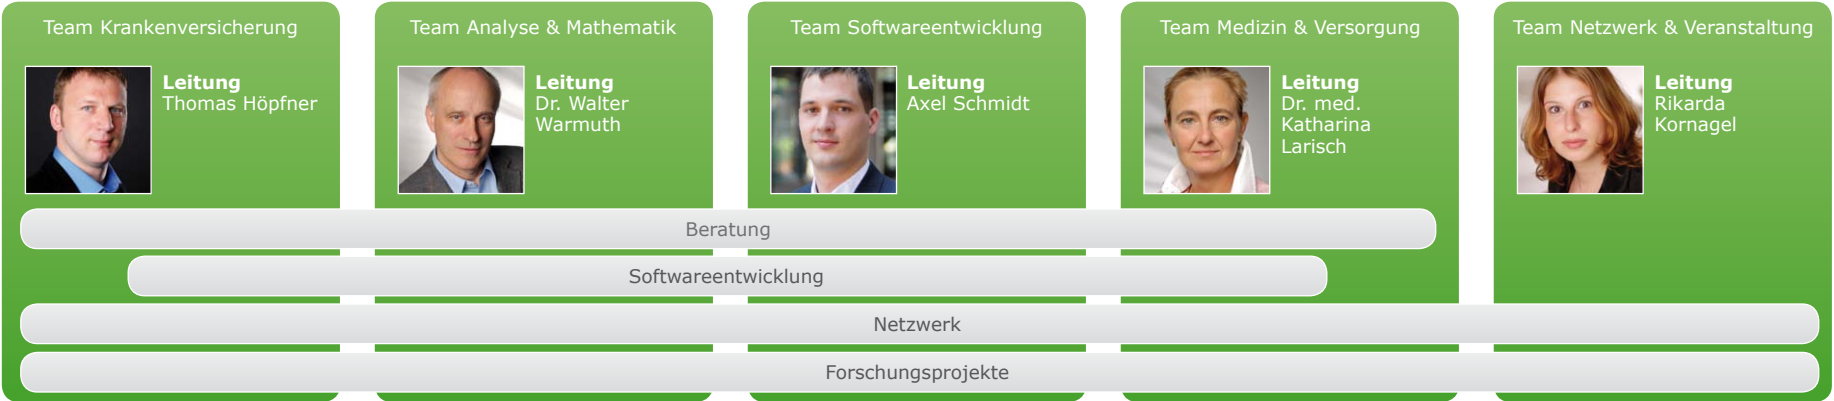 Team Krankenversicherung
Leitung
Thomas Höpfner
Team Analyse & Mathematik
Leitung
Dr. Walter
Warmuth
Team Softwareentwicklung
Leitung
Axel Schmidt
Team Medizin & Versorgung
Leitung
Dr. med.
Katharina
Larisch
Team Netzwerk & Veranstaltung
Leitung
Rikarda
Kornagel
Beratung
Softwareentwicklung
Netzwerk
Forschungsprojekte